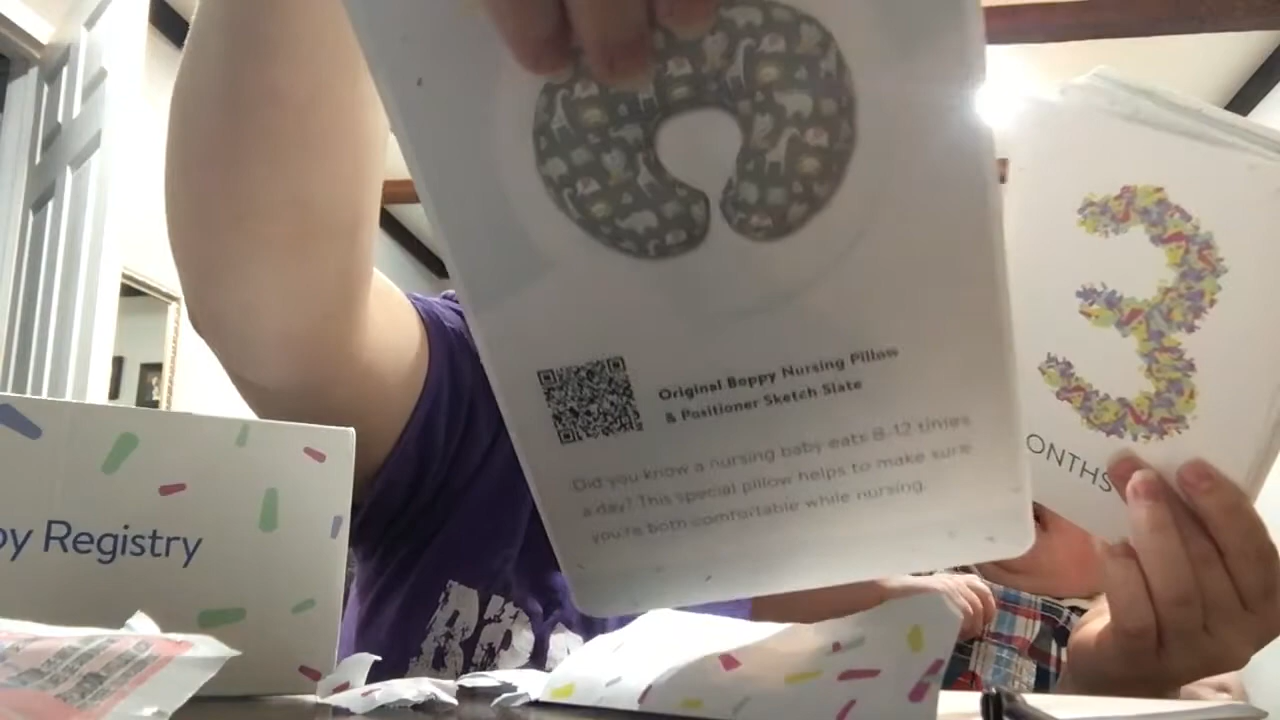 Original Boppy Nursing Pillow
& Positioner Sketch Slate
Did you know a nursing baby eats 8-12 times
a day? This special pillow helps to make sure
you're both comfortable while nursing.
3
ONTHS
by Registry